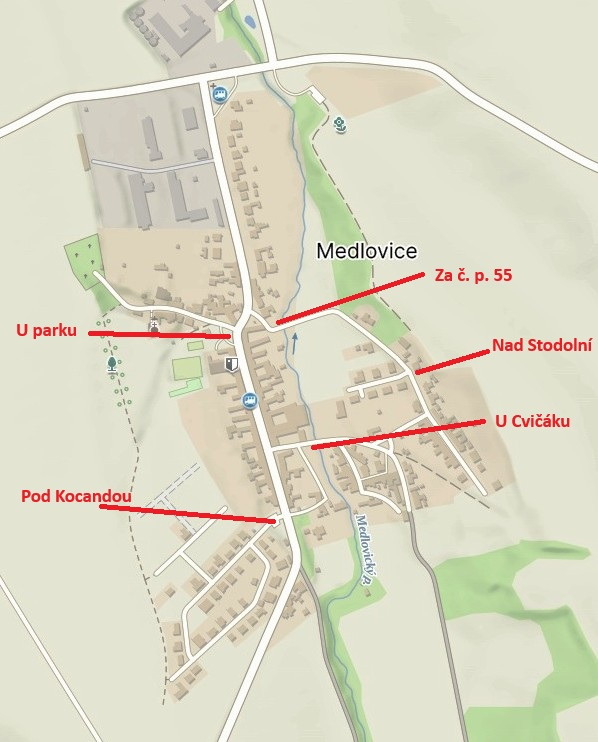 Medlovice
Za č. p. 55
U parku
Nad Stodolní
U Cvičáku
Pod Kocandou
Medlovický p.